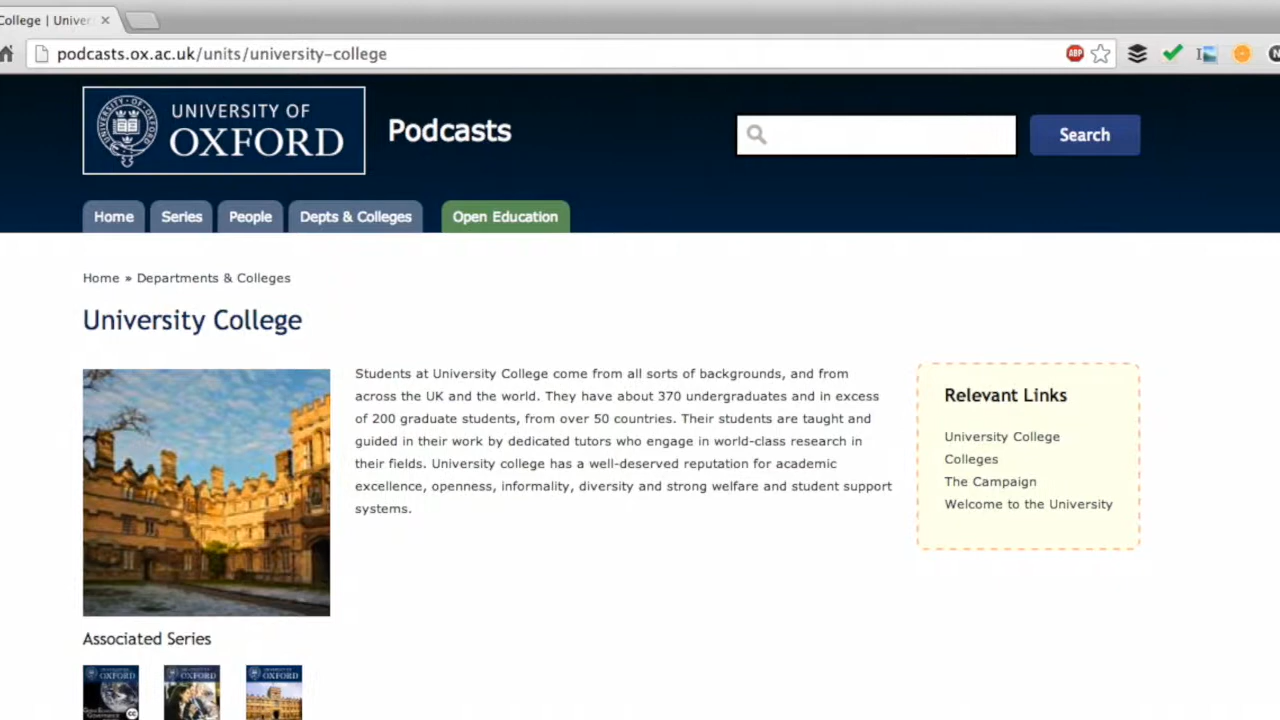 College | Univer
podcasts.ox.ac.uk/units/university-college
ABP
UNIVERSITY OF
OXFORD
Podcasts
Search
Home
Series
People
Depts & Colleges
Open Education
Home » Departments & Colleges
University College
Students at University College come from all sorts of backgrounds, and from
across the UK and the world. They have about 370 undergraduates and in excess
of 200 graduate students, from over 50 countries. Their students are taught and
guided in their work by dedicated tutors who engage in world-class research in
their fields. University college has a well-deserved reputation for academic
excellence, openness, informality, diversity and strong welfare and student support
systems.
Relevant Links
University College
Colleges
The Campaign
Welcome to the University
Associated Series
OXFORD
OXFORD
OXFORD